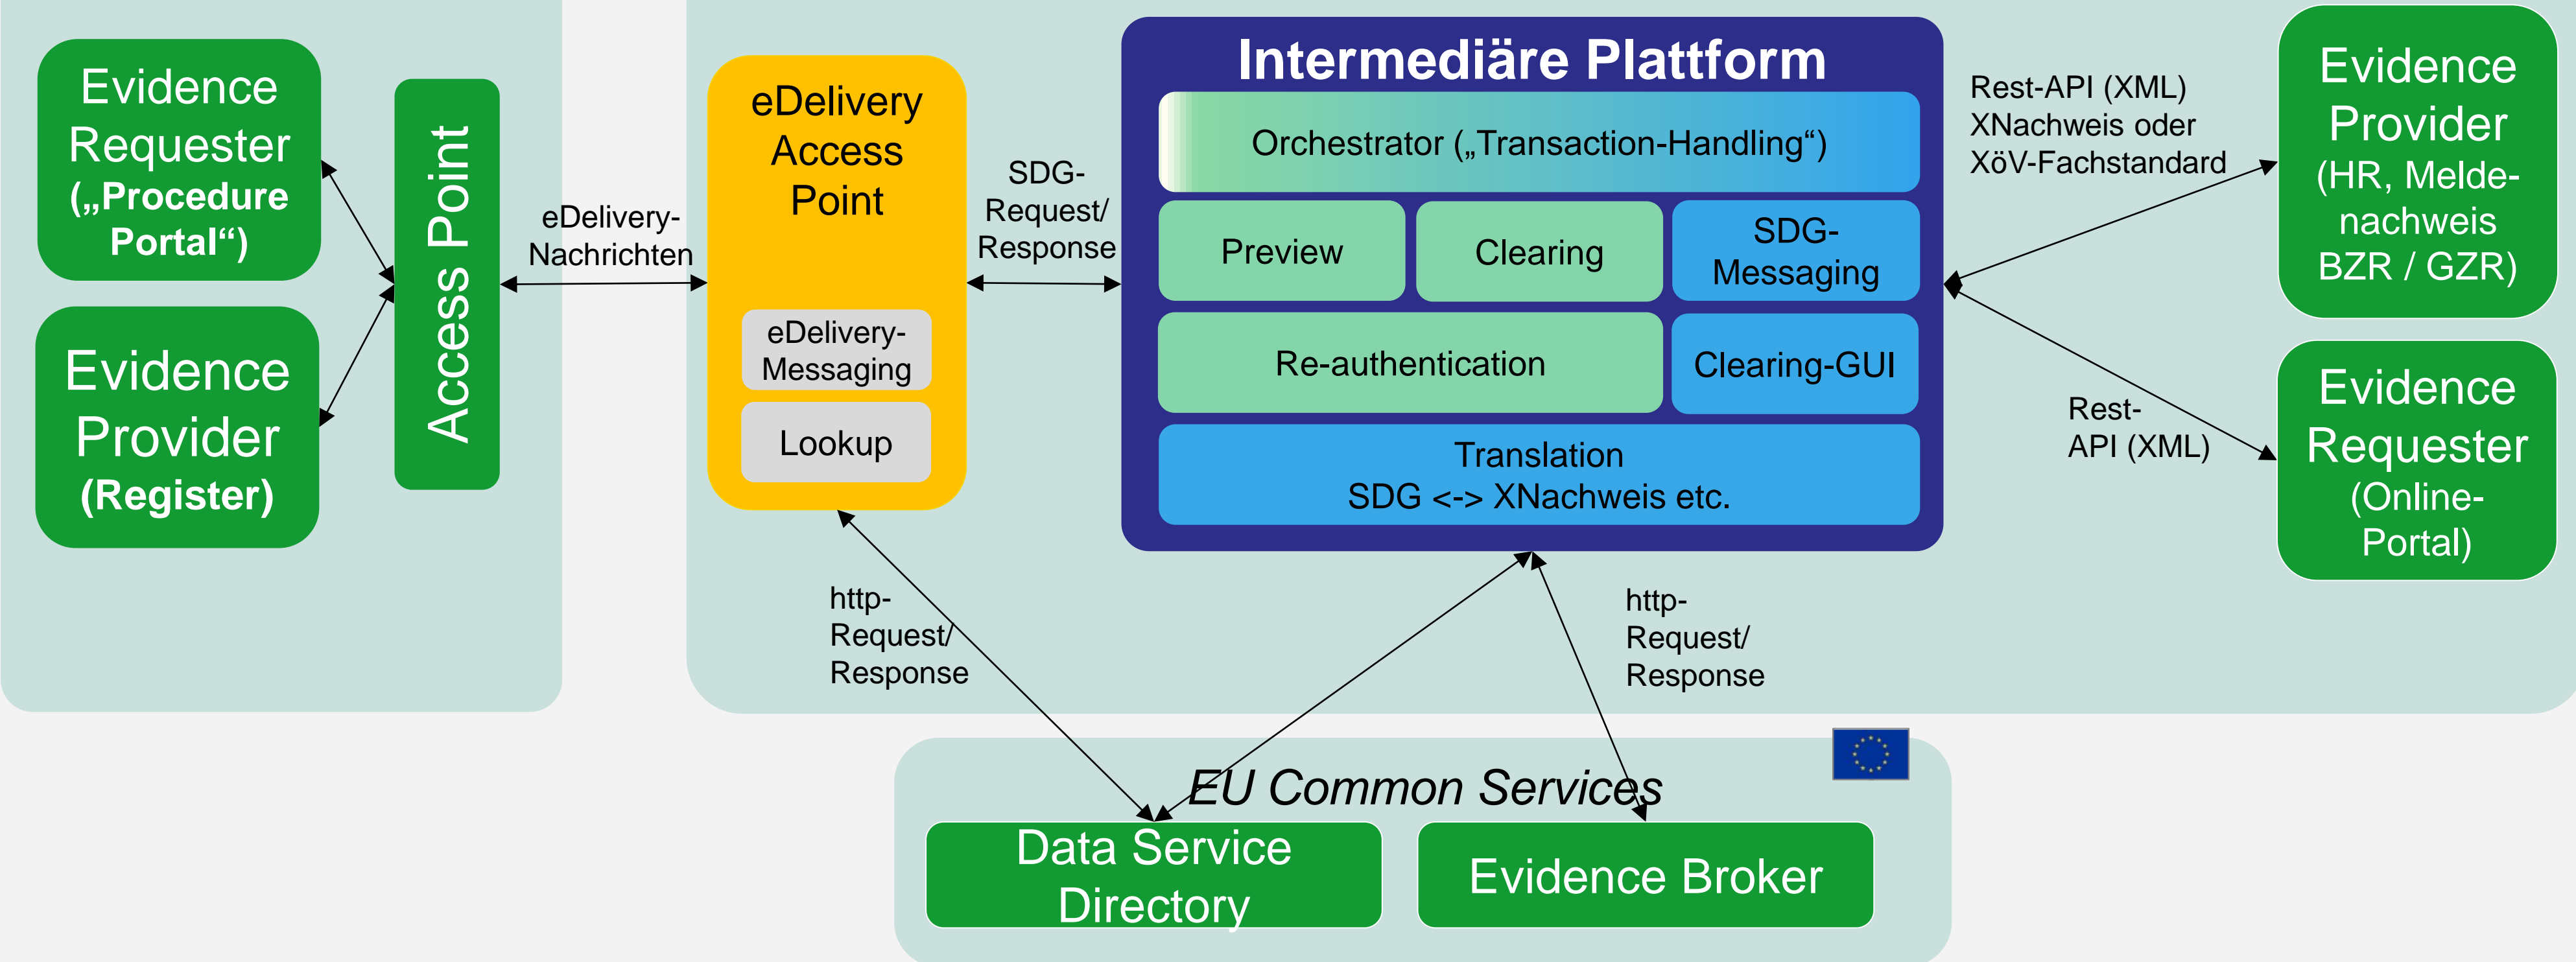 Evidence
Requester
(„Procedure
Portal“)
Evidence
Provider
(Register)
Access Point
eDelivery-
Nachrichten
eDelivery
Access
Point
eDelivery-
Messaging
Lookup
SDG-
Request/
Response
Intermediäre Plattform
Orchestrator („Transaction-Handling“)
Preview
Clearing
SDG-
Messaging
Re-authentication
Clearing-GUI
Translation
SDG <-> XNachweis etc.
Rest-API (XML)
XNachweis oder
XöV-Fachstandard
Rest-
API (XML)
Evidence
Provider
(HR, Melde-
nachweis
BZR / GZR)
Evidence
Requester
(Online-
Portal)
http-
Request/
Response
http-
Request/
Response
EU Common Services
Data Service
Directory
Evidence Broker